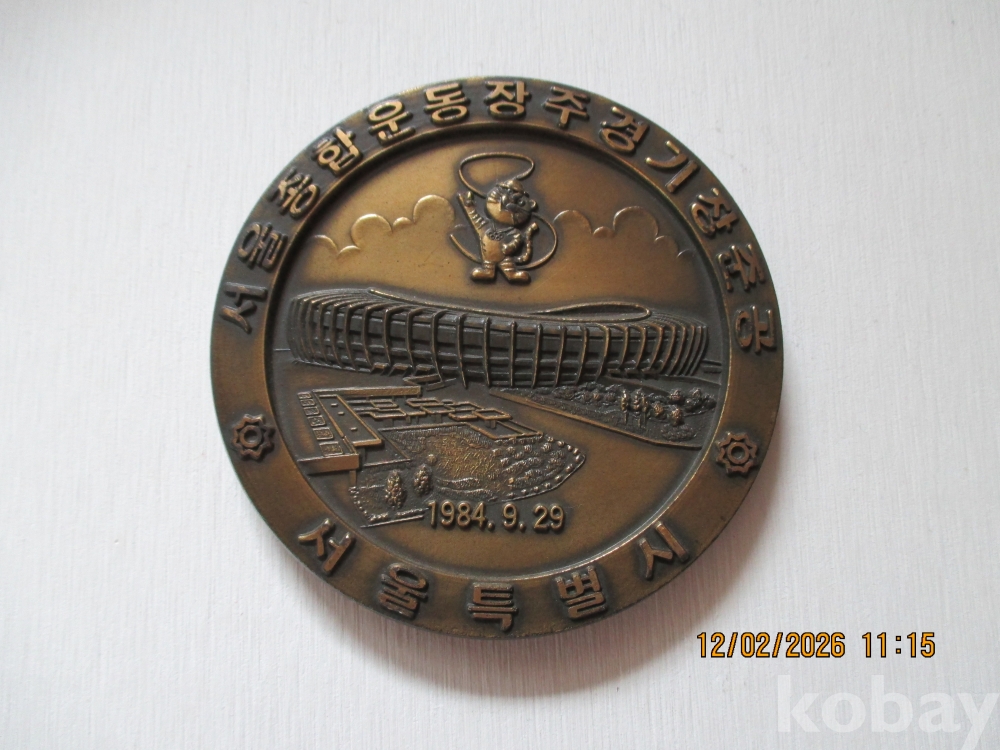 서울종합운동장주경기장준공
1984. 9. 29
서울특별시
12/02/2026 11:15
kobay